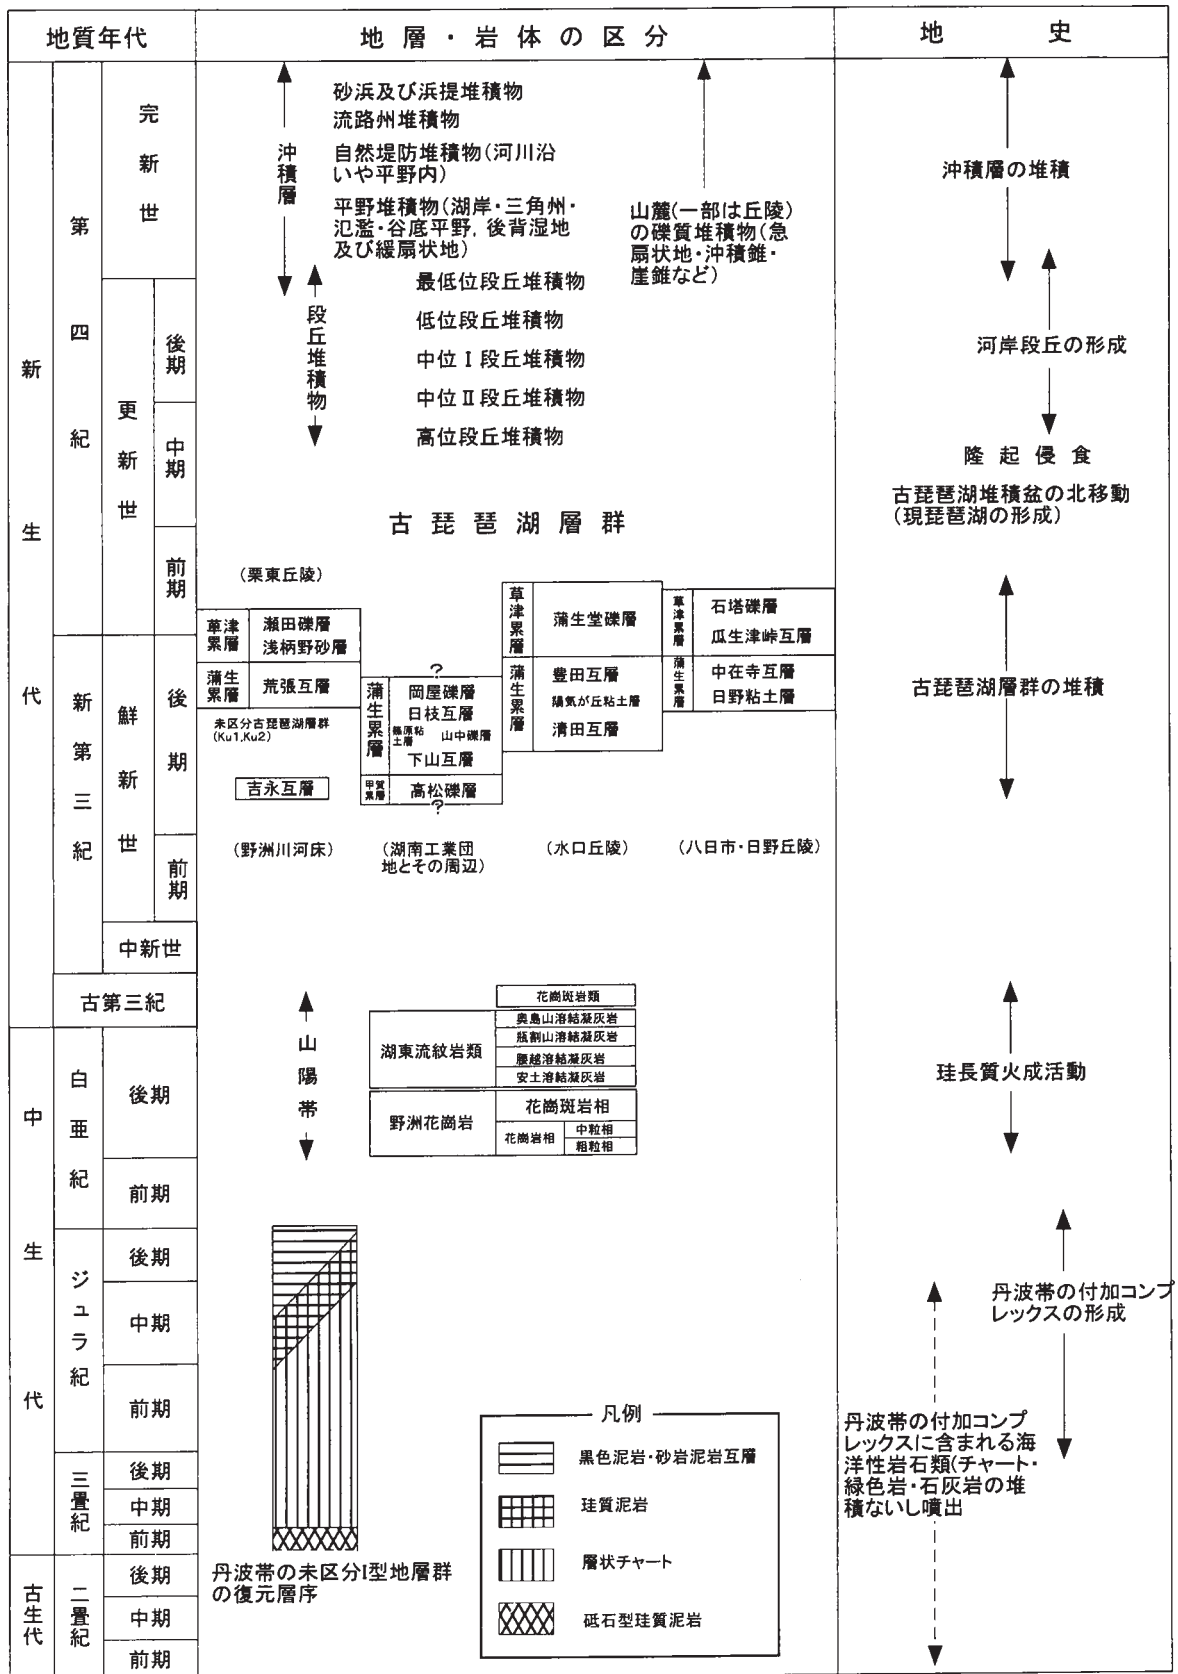 地質年代
地層・岩体の区分
地史
新生代
第四紀
完新世
更新世
後期
中期
前期
新第三紀
鮮新世
後期
前期
中新世
古第三紀
中生代
白亜紀
後期
前期
ジュラ紀
後期
中期
前期
三畳紀
後期
中期
前期
古生代
二畳紀
後期
中期
前期
沖積層
砂浜及び浜提堆積物
流路州堆積物
自然堤防堆積物(河川沿
いや平野内)
平野堆積物(湖岸・三角州・
氾濫・谷底平野, 後背湿地
及び緩扇状地)
山麓(一部は丘陵)
の礫質堆積物(急
扇状地・沖積錐・
崖錐など)
段丘堆積物
最低位段丘堆積物
低位段丘堆積物
中位 I 段丘堆積物
中位 II 段丘堆積物
高位段丘堆積物
古琵琶湖層群
(栗東丘陵)
草津
累層
瀬田礫層
浅柄野砂層
蒲生
累層
荒張互層
未区分古琵琶湖層群
(Ku1,Ku2)
吉永互層
(野洲川河床)
?
蒲生累層
岡屋礫層
日枝互層
篠原粘
土層
山中礫層
下山互層
甲賀
累層
高松礫層
?
(湖南工業団
地とその周辺)
草津累層
蒲生堂礫層
蒲生累層
豊田互層
陽気が丘粘土層
清田互層
(水口丘陵)
草津累層
石塔礫層
瓜生津峠互層
蒲生累層
中在寺互層
日野粘土層
(八日市・日野丘陵)
山陽帯
花崗斑岩類
湖東流紋岩類
奥島山溶結凝灰岩
瓶割山溶結凝灰岩
腰越溶結凝灰岩
安土溶結凝灰岩
野洲花崗岩
花崗斑岩相
花崗岩相
中粒相
粗粒相
丹波帯の未区分I型地層群
の復元層序
凡例
黒色泥岩・砂岩泥岩互層
珪質泥岩
層状チャート
砥石型珪質泥岩
沖積層の堆積
河岸段丘の形成
隆起侵食
古琵琶湖堆積盆の北移動
(現琵琶湖の形成)
古琵琶湖層群の堆積
珪長質火成活動
丹波帯の付加コンプ
レックスの形成
丹波帯の付加コンプ
レックスに含まれる海
洋性岩石類(チャート・
緑色岩・石灰岩の堆
積ないし噴出